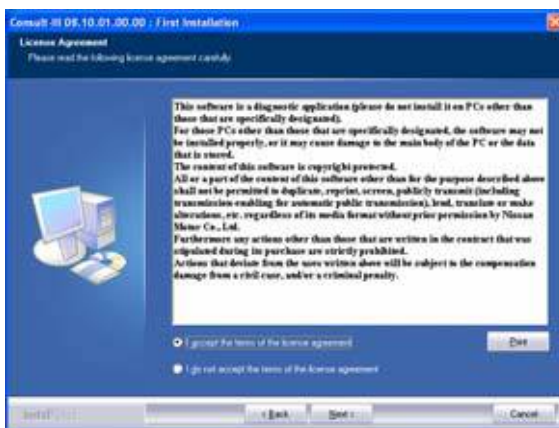 Consult-III 08.10.01.00.00 : First Installation
License Agreement
Please read the following license agreement carefully.
This software is a diagnostic application (please do not install it on PCs other than
those that are specifically designated).
For those PCs other than those that are specifically designated, the software may not
be installed properly, or it may cause damage to the main body of the PC or the data
that is stored.
The content of this software is copyright protected.
All or a part of the content of this software other than for the purpose described above
shall not be permitted to duplicate, reprint, screen, publicly transmit (including
transmission enabling for automatic public transmission), lend, translate or make
alterations, etc. regardless of its media format without prior permission by Nissan
Motor Co., Ltd.
Furthermore any actions other than those that are written in the contract that was
stipulated during its purchase are strictly prohibited.
Actions that deviate from the uses written above will be subject to the compensation
damage from a civil case, and/or a criminal penalty.
I accept the terms of the license agreement
Print
I do not accept the terms of the license agreement
< Back
Next >
Cancel